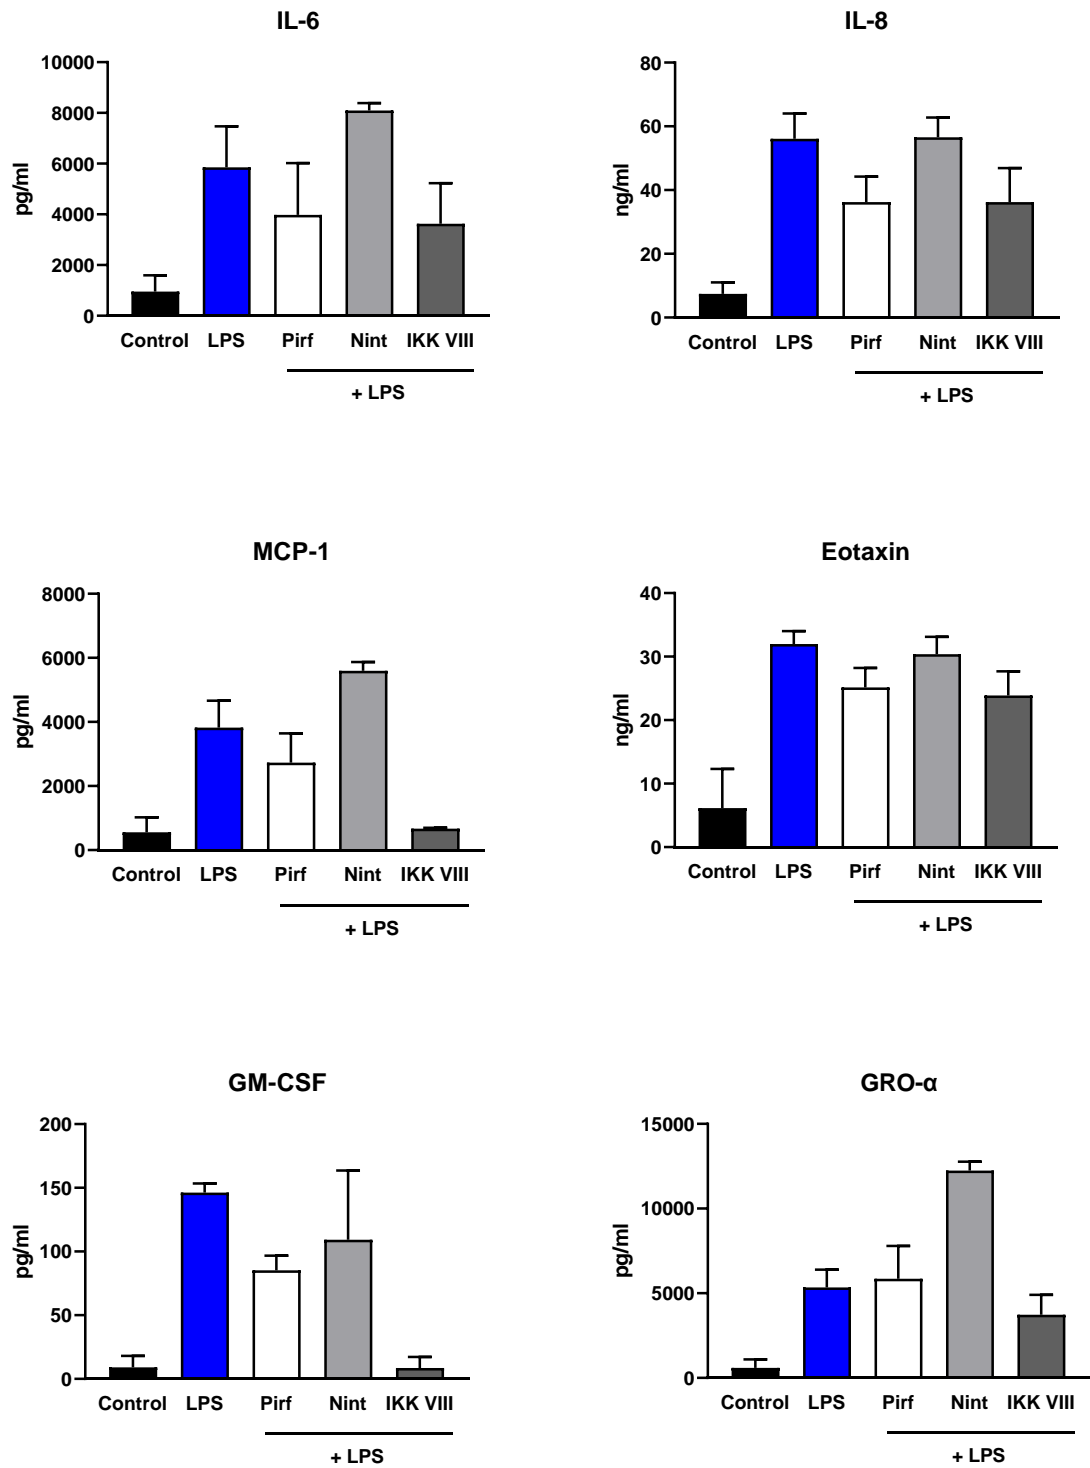 IL-6
10000
8000
6000
4000
2000
0
pg/ml
Control LPS Pirf Nint IKK VIII
+ LPS
IL-8
80
60
40
20
0
ng/ml
Control LPS Pirf Nint IKK VIII
+ LPS
MCP-1
8000
6000
4000
2000
0
pg/ml
Control LPS Pirf Nint IKK VIII
+ LPS
Eotaxin
40
30
20
10
0
ng/ml
Control LPS Pirf Nint IKK VIII
+ LPS
GM-CSF
200
150
100
50
0
pg/ml
Control LPS Pirf Nint IKK VIII
+ LPS
GRO-α
15000
10000
5000
0
pg/ml
Control LPS Pirf Nint IKK VIII
+ LPS